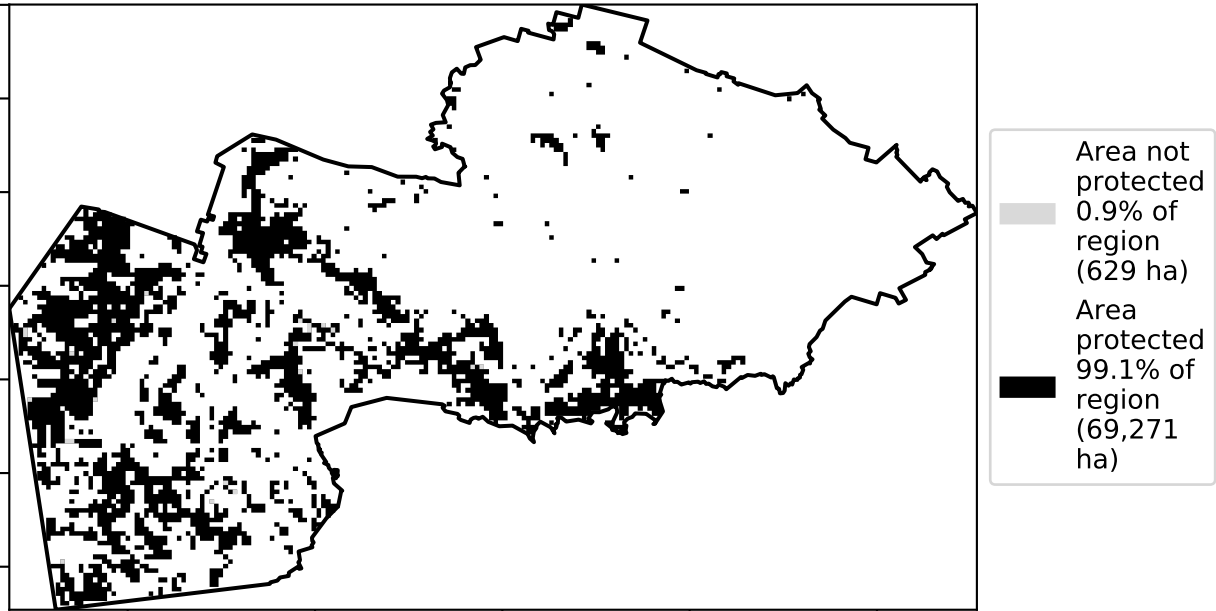 Area not
protected
0.9% of
region
(629 ha)
Area
protected
99.1% of
region
(69,271
ha)